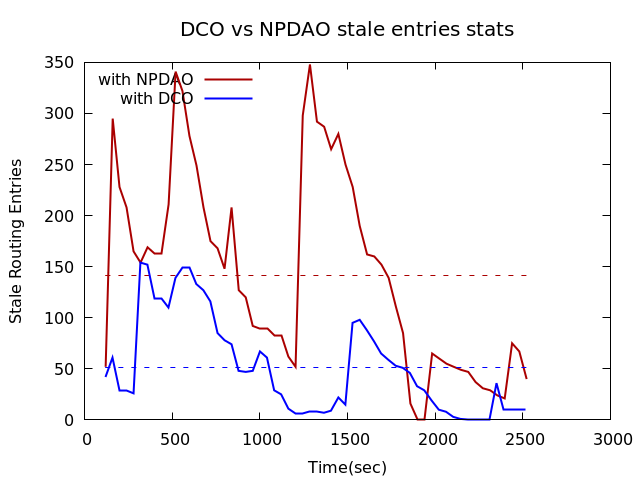 DCO vs NPDAO stale entries stats
350
300
250
200
150
100
50
0
Stale Routing Entries
with NPDAO
with DCO
0 500 1000 1500 2000 2500 3000
Time(sec)